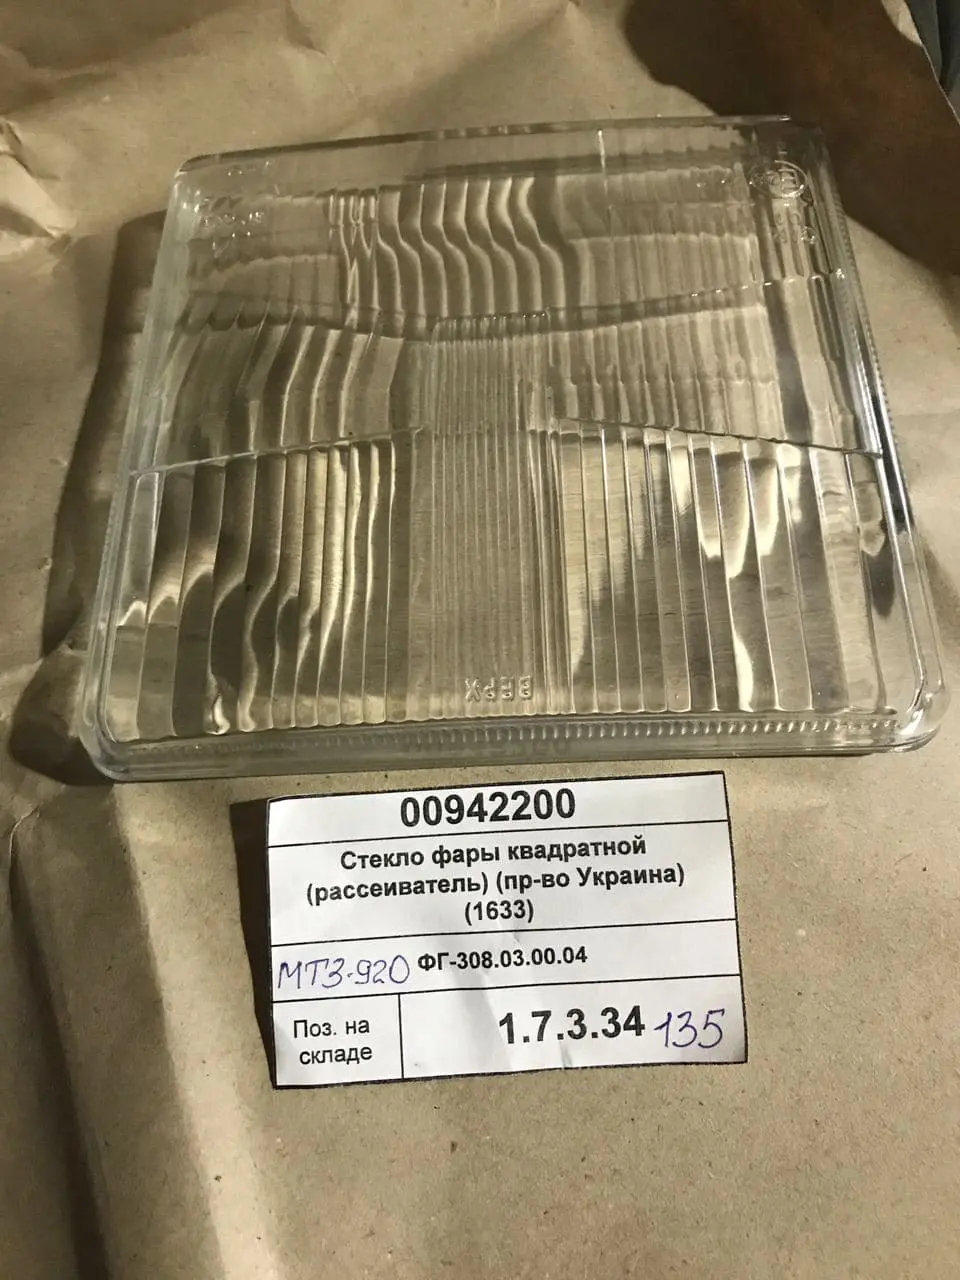 ВЕРХ
00942200
Стекло фары квадратной
(рассеиватель) (пр-во Украина)
(1633)
МТЗ-920 ФГ-308.03.00.04
Поз. на
складе
1.7.3.34 135